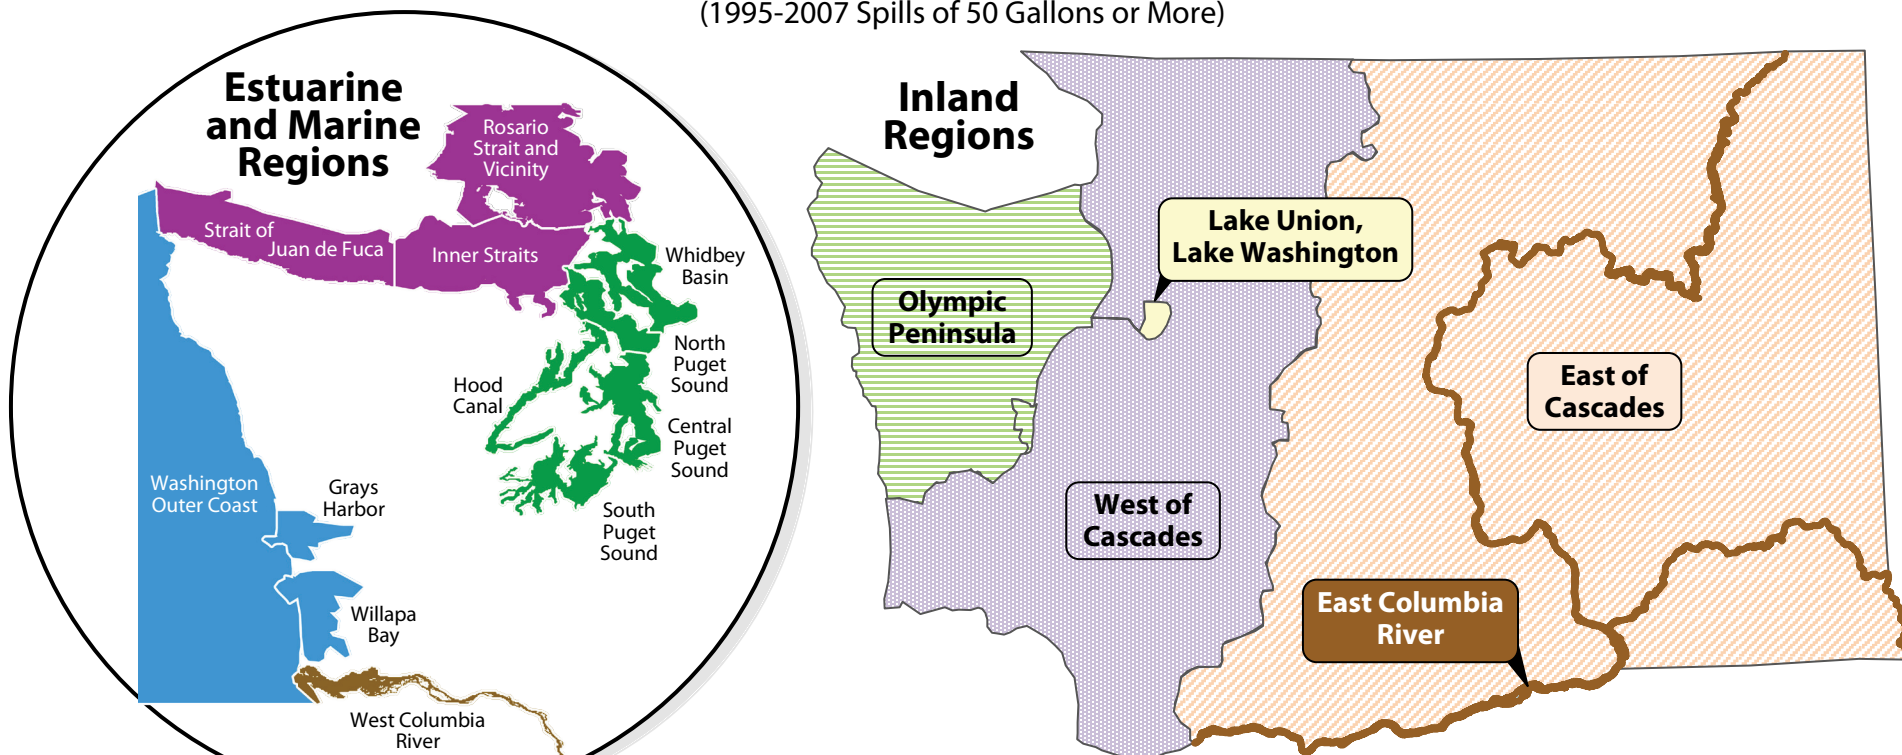 (1995-2007 Spills of 50 Gallons or More)
Estuarine
and Marine
Regions
Rosario
Strait and
Vicinity
Strait of
Juan de Fuca
Inner Straits
Whidbey
Basin
North
Puget
Sound
Hood
Canal
Central
Puget
Sound
Washington
Outer Coast
Grays
Harbor
South
Puget
Sound
Willapa
Bay
West Columbia
River
Inland
Regions
Lake Union,
Lake Washington
Olympic
Peninsula
East of
Cascades
West of
Cascades
East Columbia
River